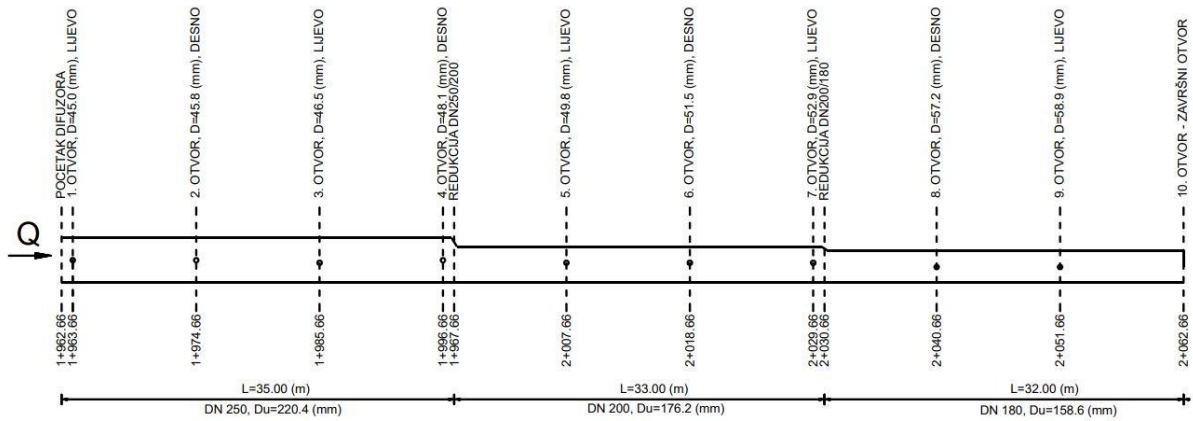 POCETAK DIFUZORA
1. OTVOR, D=45.0 (mm), LIJEVO
2. OTVOR, D=45.8 (mm), DESNO
3. OTVOR, D=46.5 (mm), LIJEVO
4. OTVOR, D=48.1 (mm), DESNO
REDUKCIJA DN250/200
5. OTVOR, D=49.8 (mm), LIJEVO
6. OTVOR, D=51.5 (mm), DESNO
7. OTVOR, D=52.9 (mm), LIJEVO
REDUKCIJA DN200/180
8. OTVOR, D=57.2 (mm), DESNO
9. OTVOR, D=58.9 (mm), LIJEVO
10. OTVOR - ZAVRŠNI OTVOR
Q
1+962.66
1+963.66
1+974.66
1+985.66
1+996.66
1+967.66
2+007.66
2+018.66
2+029.66
2+030.66
2+040.66
2+051.66
2+062.66
L=35.00 (m)
L=33.00 (m)
L=32.00 (m)
DN 250, Du=220.4 (mm)
DN 200, Du=176.2 (mm)
DN 180, Du=158.6 (mm)